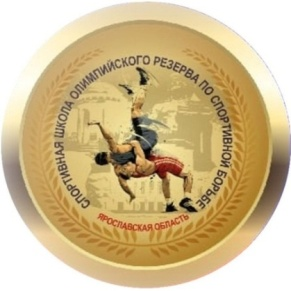 СПОРТИВНАЯ ШКОЛА ОЛИМПИЙСКОГО РЕЗЕРВА ПО СПОРТИВНОЙ БОРЬБЕ
ЯРОСЛАВСКАЯ ОБЛАСТЬ